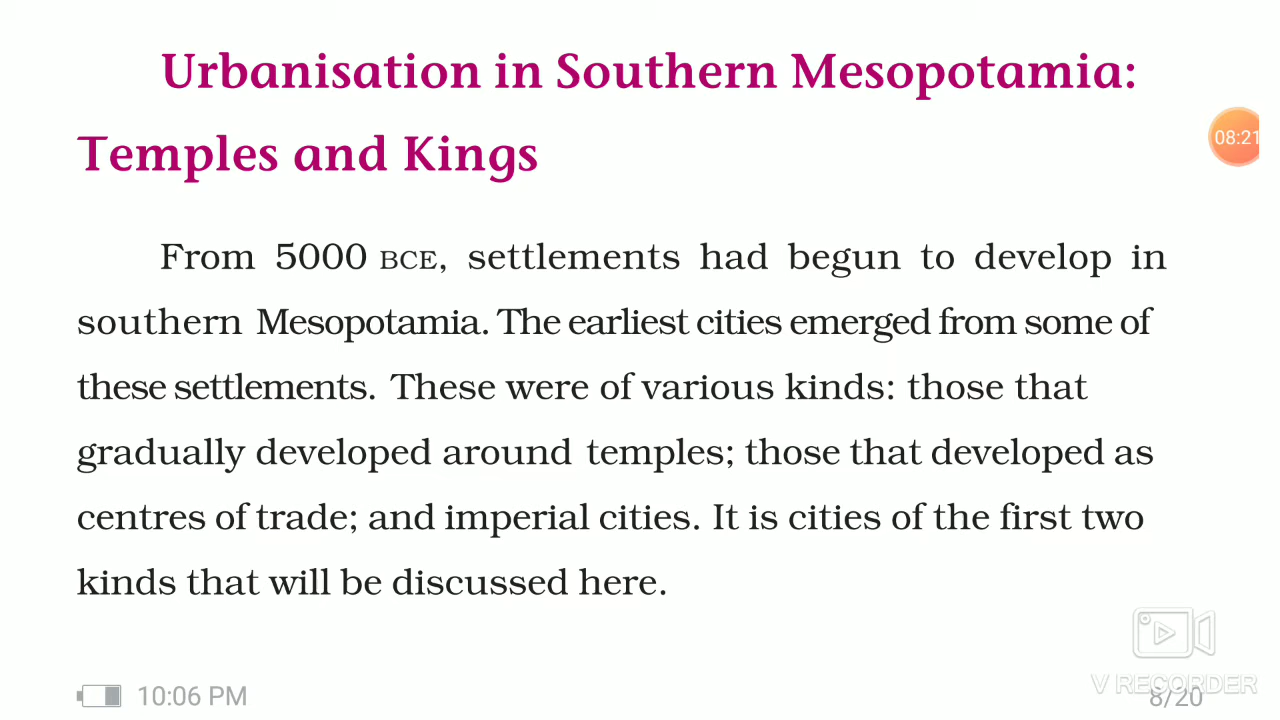 Urbanisation in Southern Mesopotamia:
Temples and Kings
08:21
From 5000 BCE, settlements had begun to develop in
southern Mesopotamia. The earliest cities emerged from some of
these settlements. These were of various kinds: those that
gradually developed around temples; those that developed as
centres of trade; and imperial cities. It is cities of the first two
kinds that will be discussed here.
V RECORDER
10:06 PM
8/20